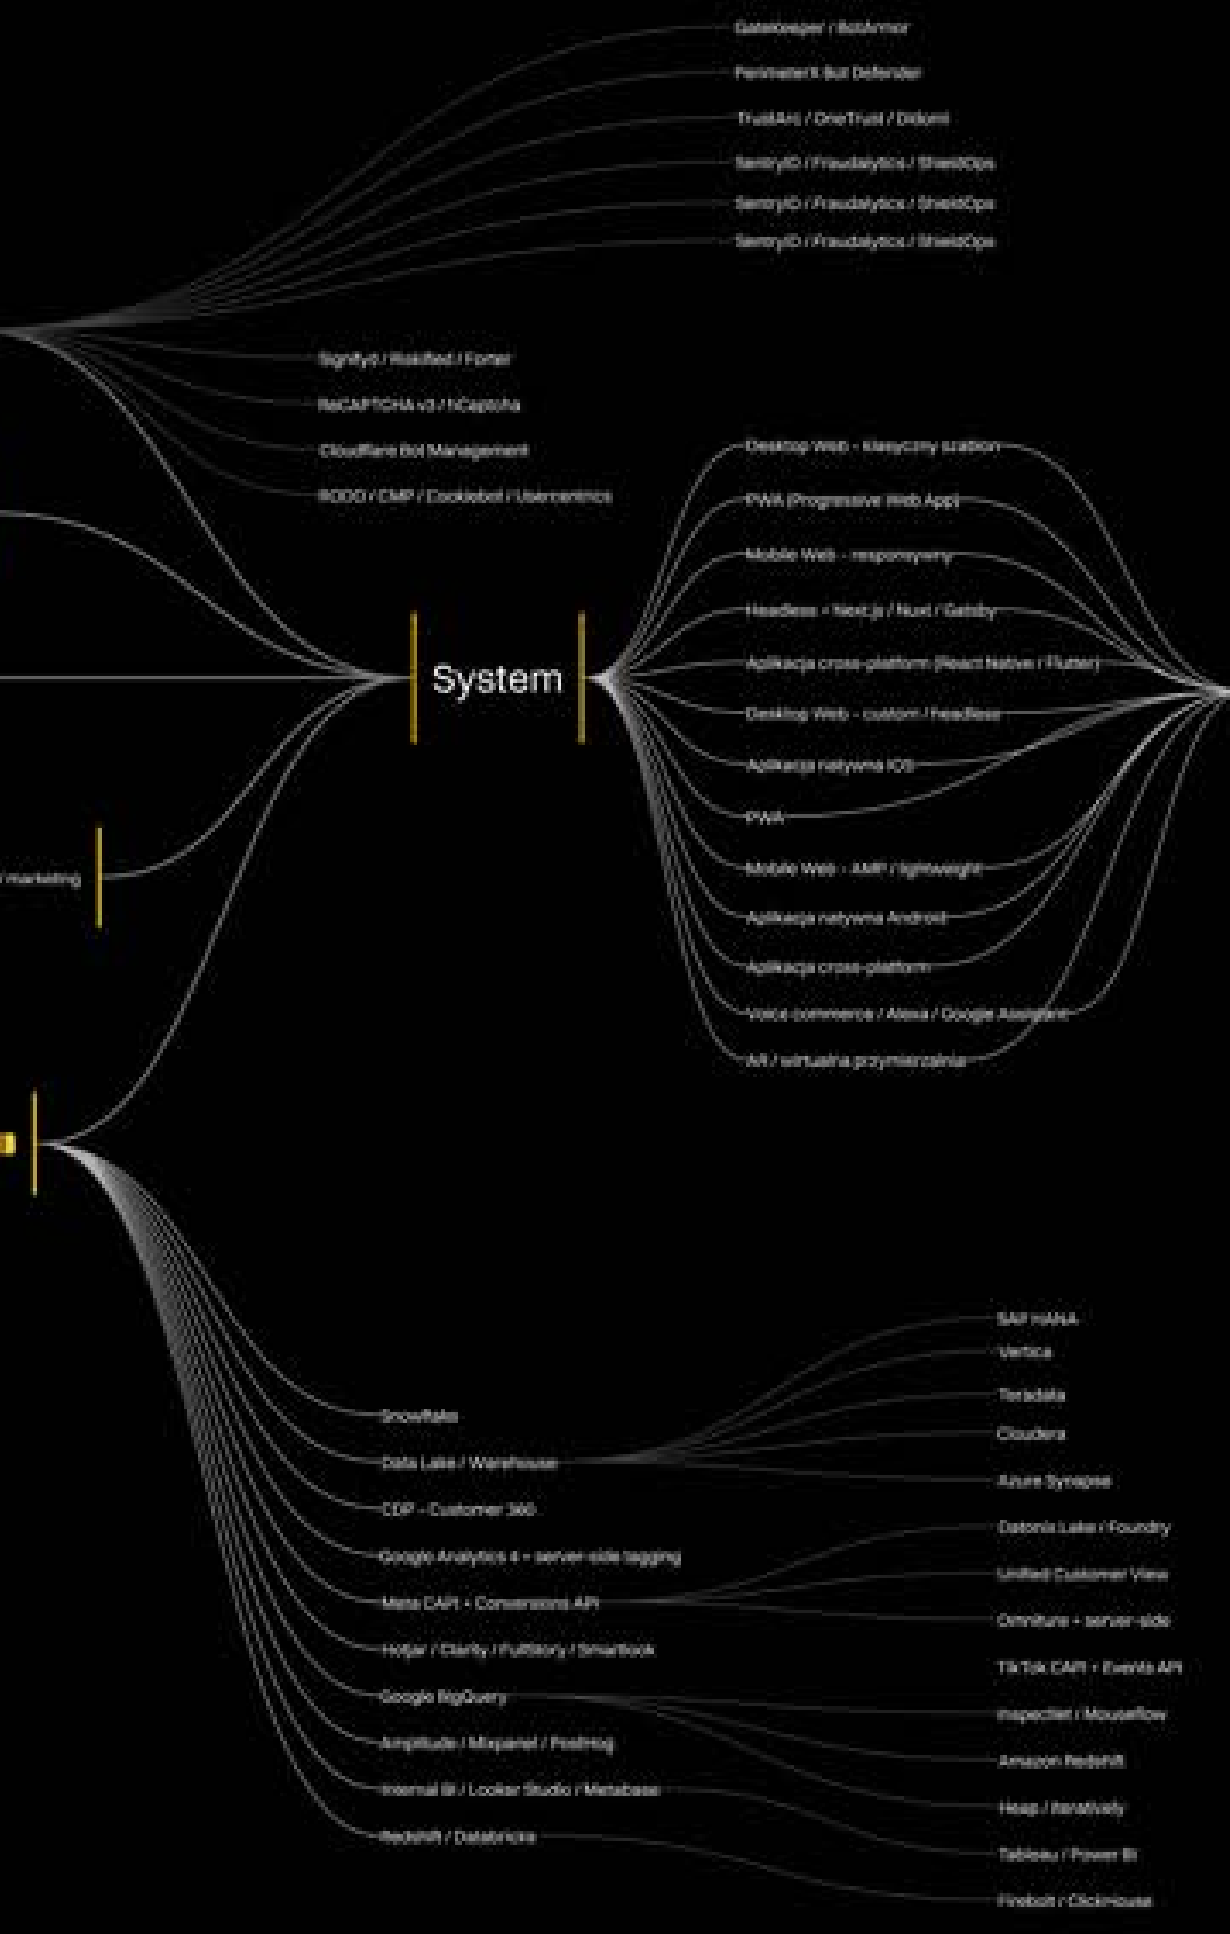 Gatekeeper / BotArmor
PerimeterX Bot Defender
TrustArc / OneTrust / Didomi
SentryID / Fraudalytics / ShieldOps
SentryID / Fraudalytics / ShieldOps
SentryID / Fraudalytics / ShieldOps
Signifyd / Riskified / Forter
ReCAPTCHA v3 / hCaptcha
Cloudflare Bot Management
RODO / CMP / Cookiebot / Usercentrics
System
Desktop Web - klasyczny szablon
PWA (Progressive Web App)
Mobile Web - responsywny
Headless + Next.js / Nuxt / Gatsby
Aplikacja cross-platform (React Native / Flutter)
Desktop Web - custom / headless
Aplikacja natywna iOS
PWA
Mobile Web - AMP / lightweight
Aplikacja natywna Android
Aplikacja cross-platform
Voice commerce / Alexa / Google Assistant
AR / wirtualna przymierzalnia
/ marketing
Snowflake
Data Lake / Warehouse
CDP - Customer 360
Google Analytics 4 + server-side tagging
Meta CAPI + Conversions API
Hotjar / Clarity / FullStory / Smartlook
Google BigQuery
Amplitude / Mixpanel / PostHog
Internal BI / Looker Studio / Metabase
Redshift / Databricks
SAP HANA
Vertica
Teradata
Cloudera
Azure Synapse
Datonis Lake / Foundry
Unified Customer View
Omniture + server-side
TikTok CAPI + Events API
Inspectlet / Mouseflow
Amazon Redshift
Heap / Iteratively
Tableau / Power BI
Firebolt / ClickHouse